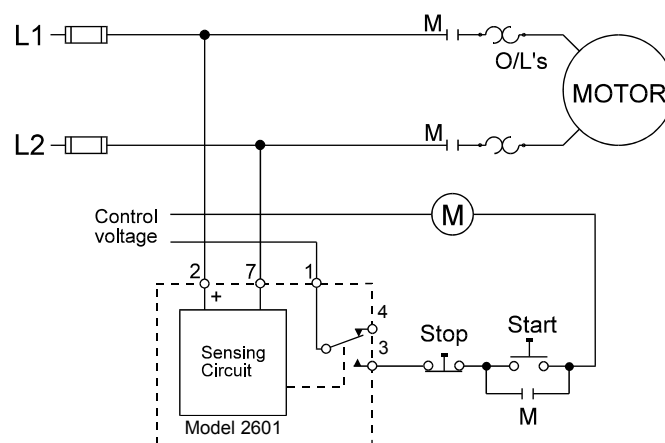 L1
M
O/L's
MOTOR
L2
M
Control
voltage
M
2
7
1
+
4
3
Stop
Start
Sensing
Circuit
M
Model 2601